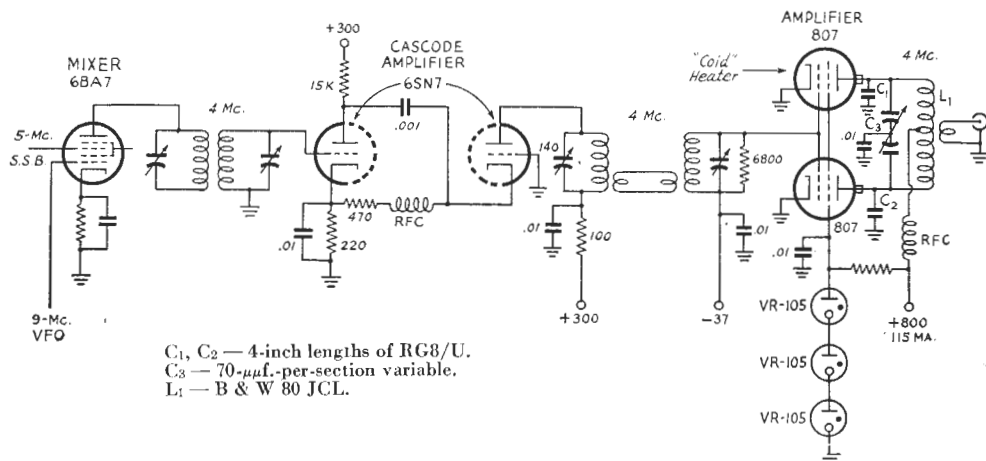 AMPLIFIER
807
+300
CASCODE
AMPLIFIER
6SN7
"Cold"
Heater
4 Mc.
MIXER
6BA7
15K
4 Mc.
.001
4 Mc.
C₁
L₁
C₃
.01
5-Mc.
S.S.B
140
6800
470
RFC
.01
220
.01
100
.01
C₂
807
RFC
.01
9-Mc.
VFO
+300
-37
VR-105
+800
115 MA.
VR-105
VR-105
C₁, C₂ — 4-inch lengths of RG8/U.
C₃ — 70-μμf.-per-section variable.
L₁ — B & W 80 JCL.